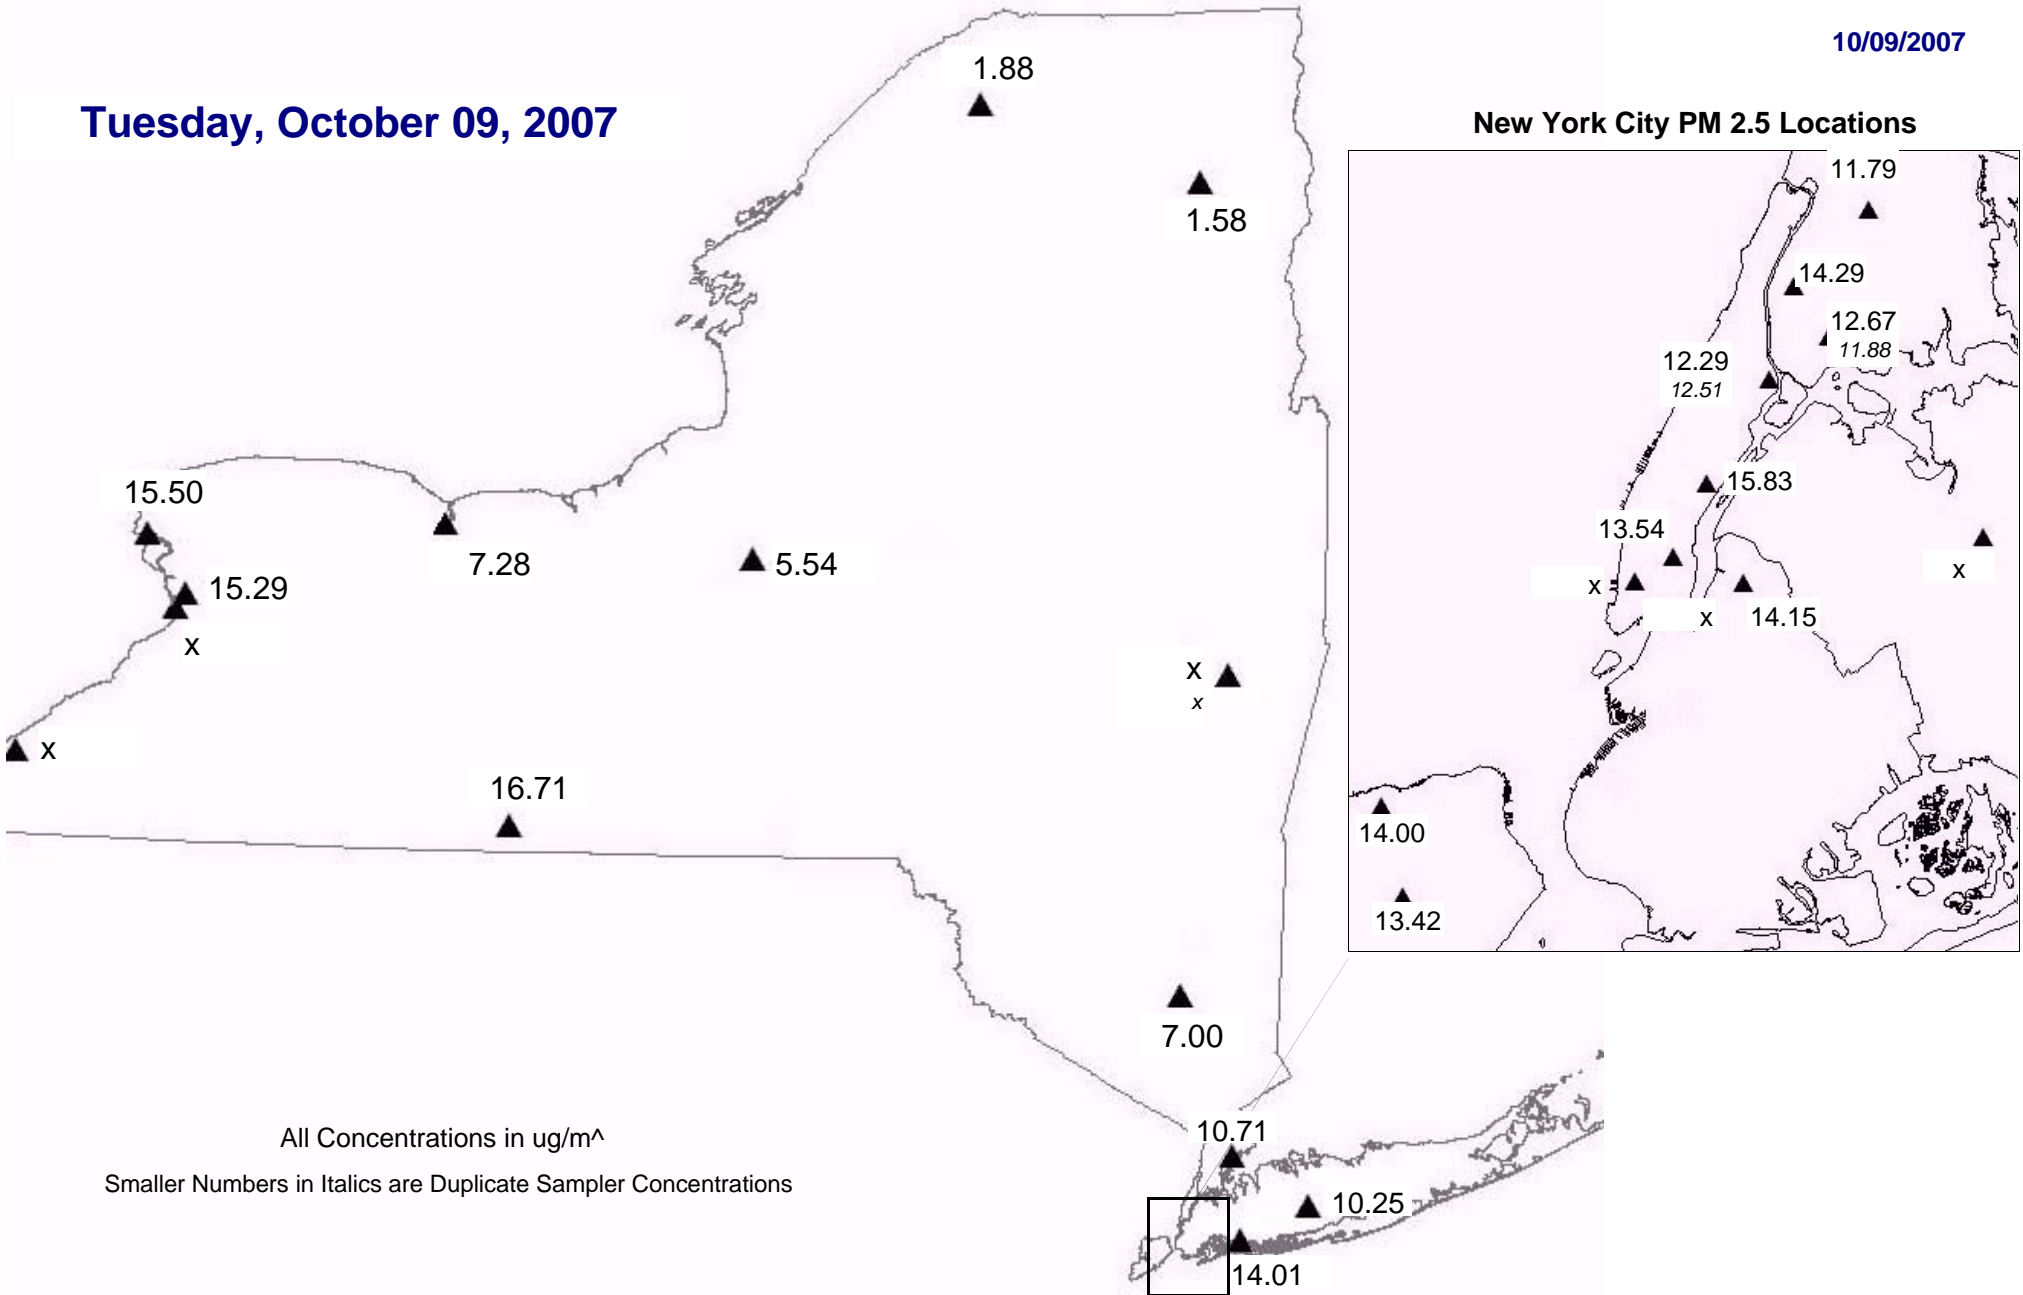 10/09/2007
Tuesday, October 09, 2007
1.88
1.58
15.50
15.29
x
7.28
5.54
x
x
x
16.71
7.00
10.71
10.25
14.01
All Concentrations in ug/m^
Smaller Numbers in Italics are Duplicate Sampler Concentrations
New York City PM 2.5 Locations
11.79
14.29
12.67
11.88
12.29
12.51
15.83
13.54
x
x
14.15
x
14.00
13.42